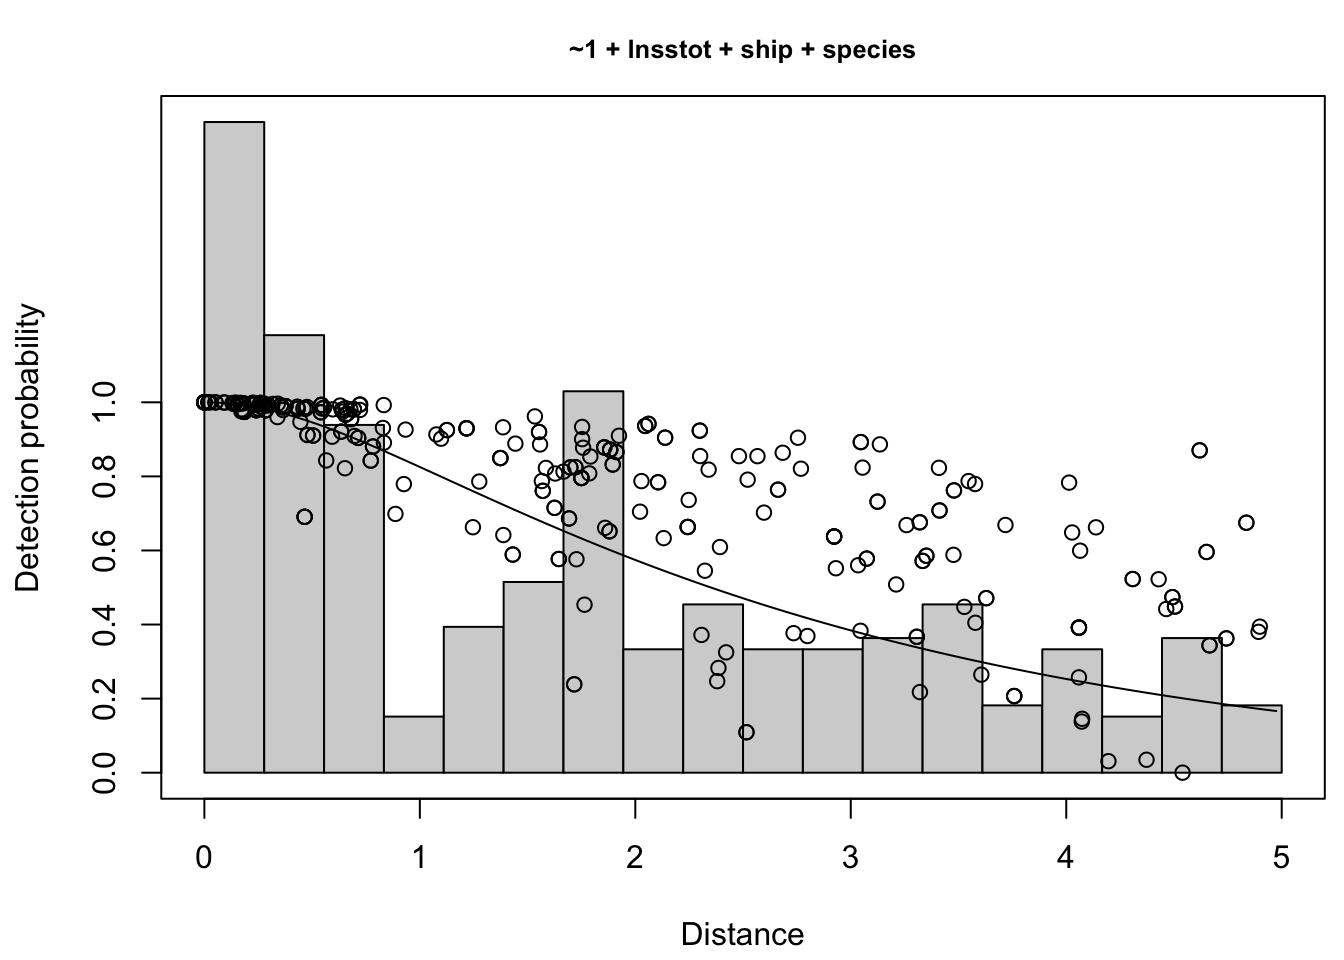 ~1 + lnsstot + ship + species
Detection probability
1.0
0.8
0.6
0.4
0.2
0.0
0 1 2 3 4 5
Distance